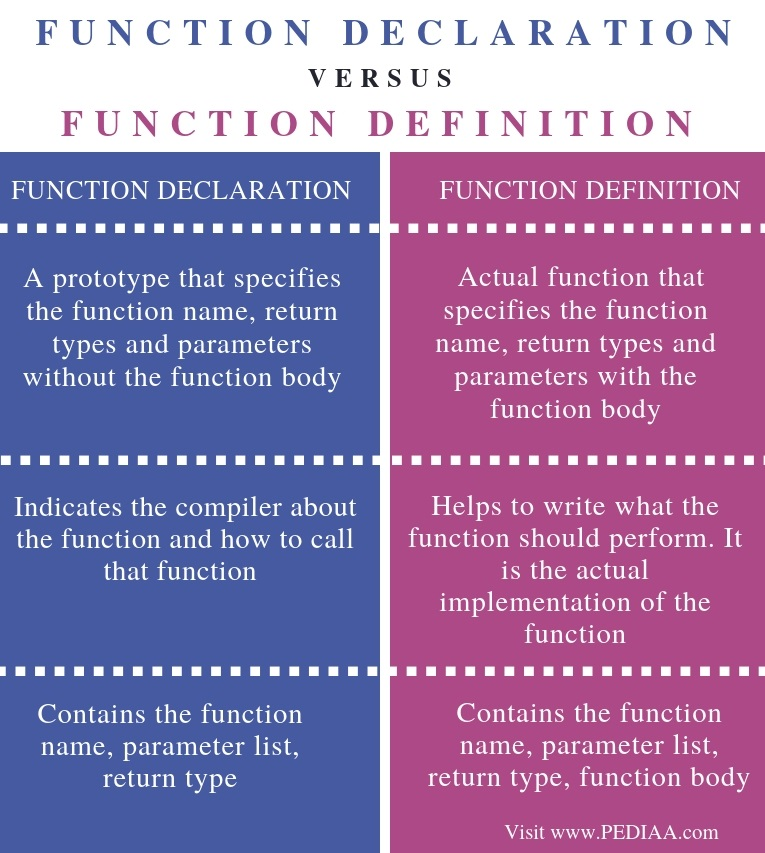 FUNCTION DECLARATION
VERSUS
FUNCTION DEFINITION
FUNCTION DECLARATION
A prototype that specifies
the function name, return
types and parameters
without the function body
Indicates the compiler about
the function and how to call
that function
Contains the function
name, parameter list,
return type
FUNCTION DEFINITION
Actual function that
specifies the function
name, return types and
parameters with the
function body
Helps to write what the
function should perform. It
is the actual
implementation of the
function
Contains the function
name, parameter list,
return type, function body
Visit www.PEDIAA.com